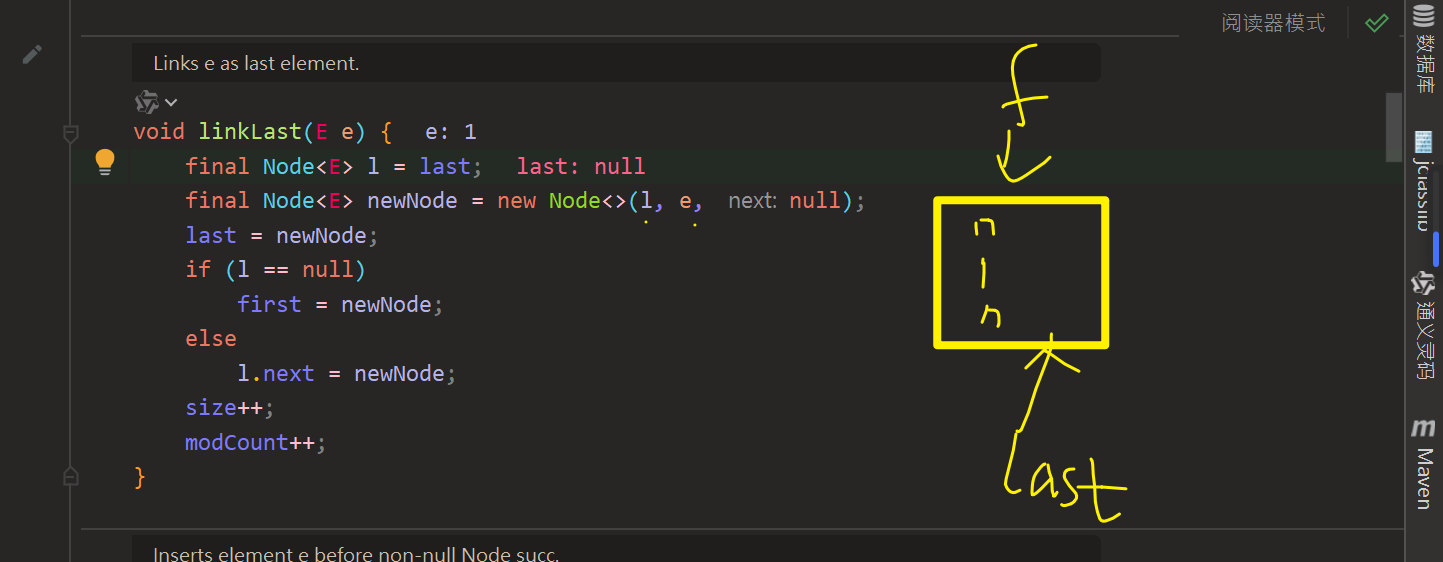 阅读器模式
Links e as last element.
void linkLast(E e) {   e: 1
final Node<E> l = last;   last: null
final Node<E> newNode = new Node<>(l, e, next: null);
last = newNode;
if (l == null)
first = newNode;
else
l.next = newNode;
size++;
modCount++;
}
Inserts element e before non-null Node succ.
f
n
1
n
last
数据库
jclasslib
通义灵码
m Maven